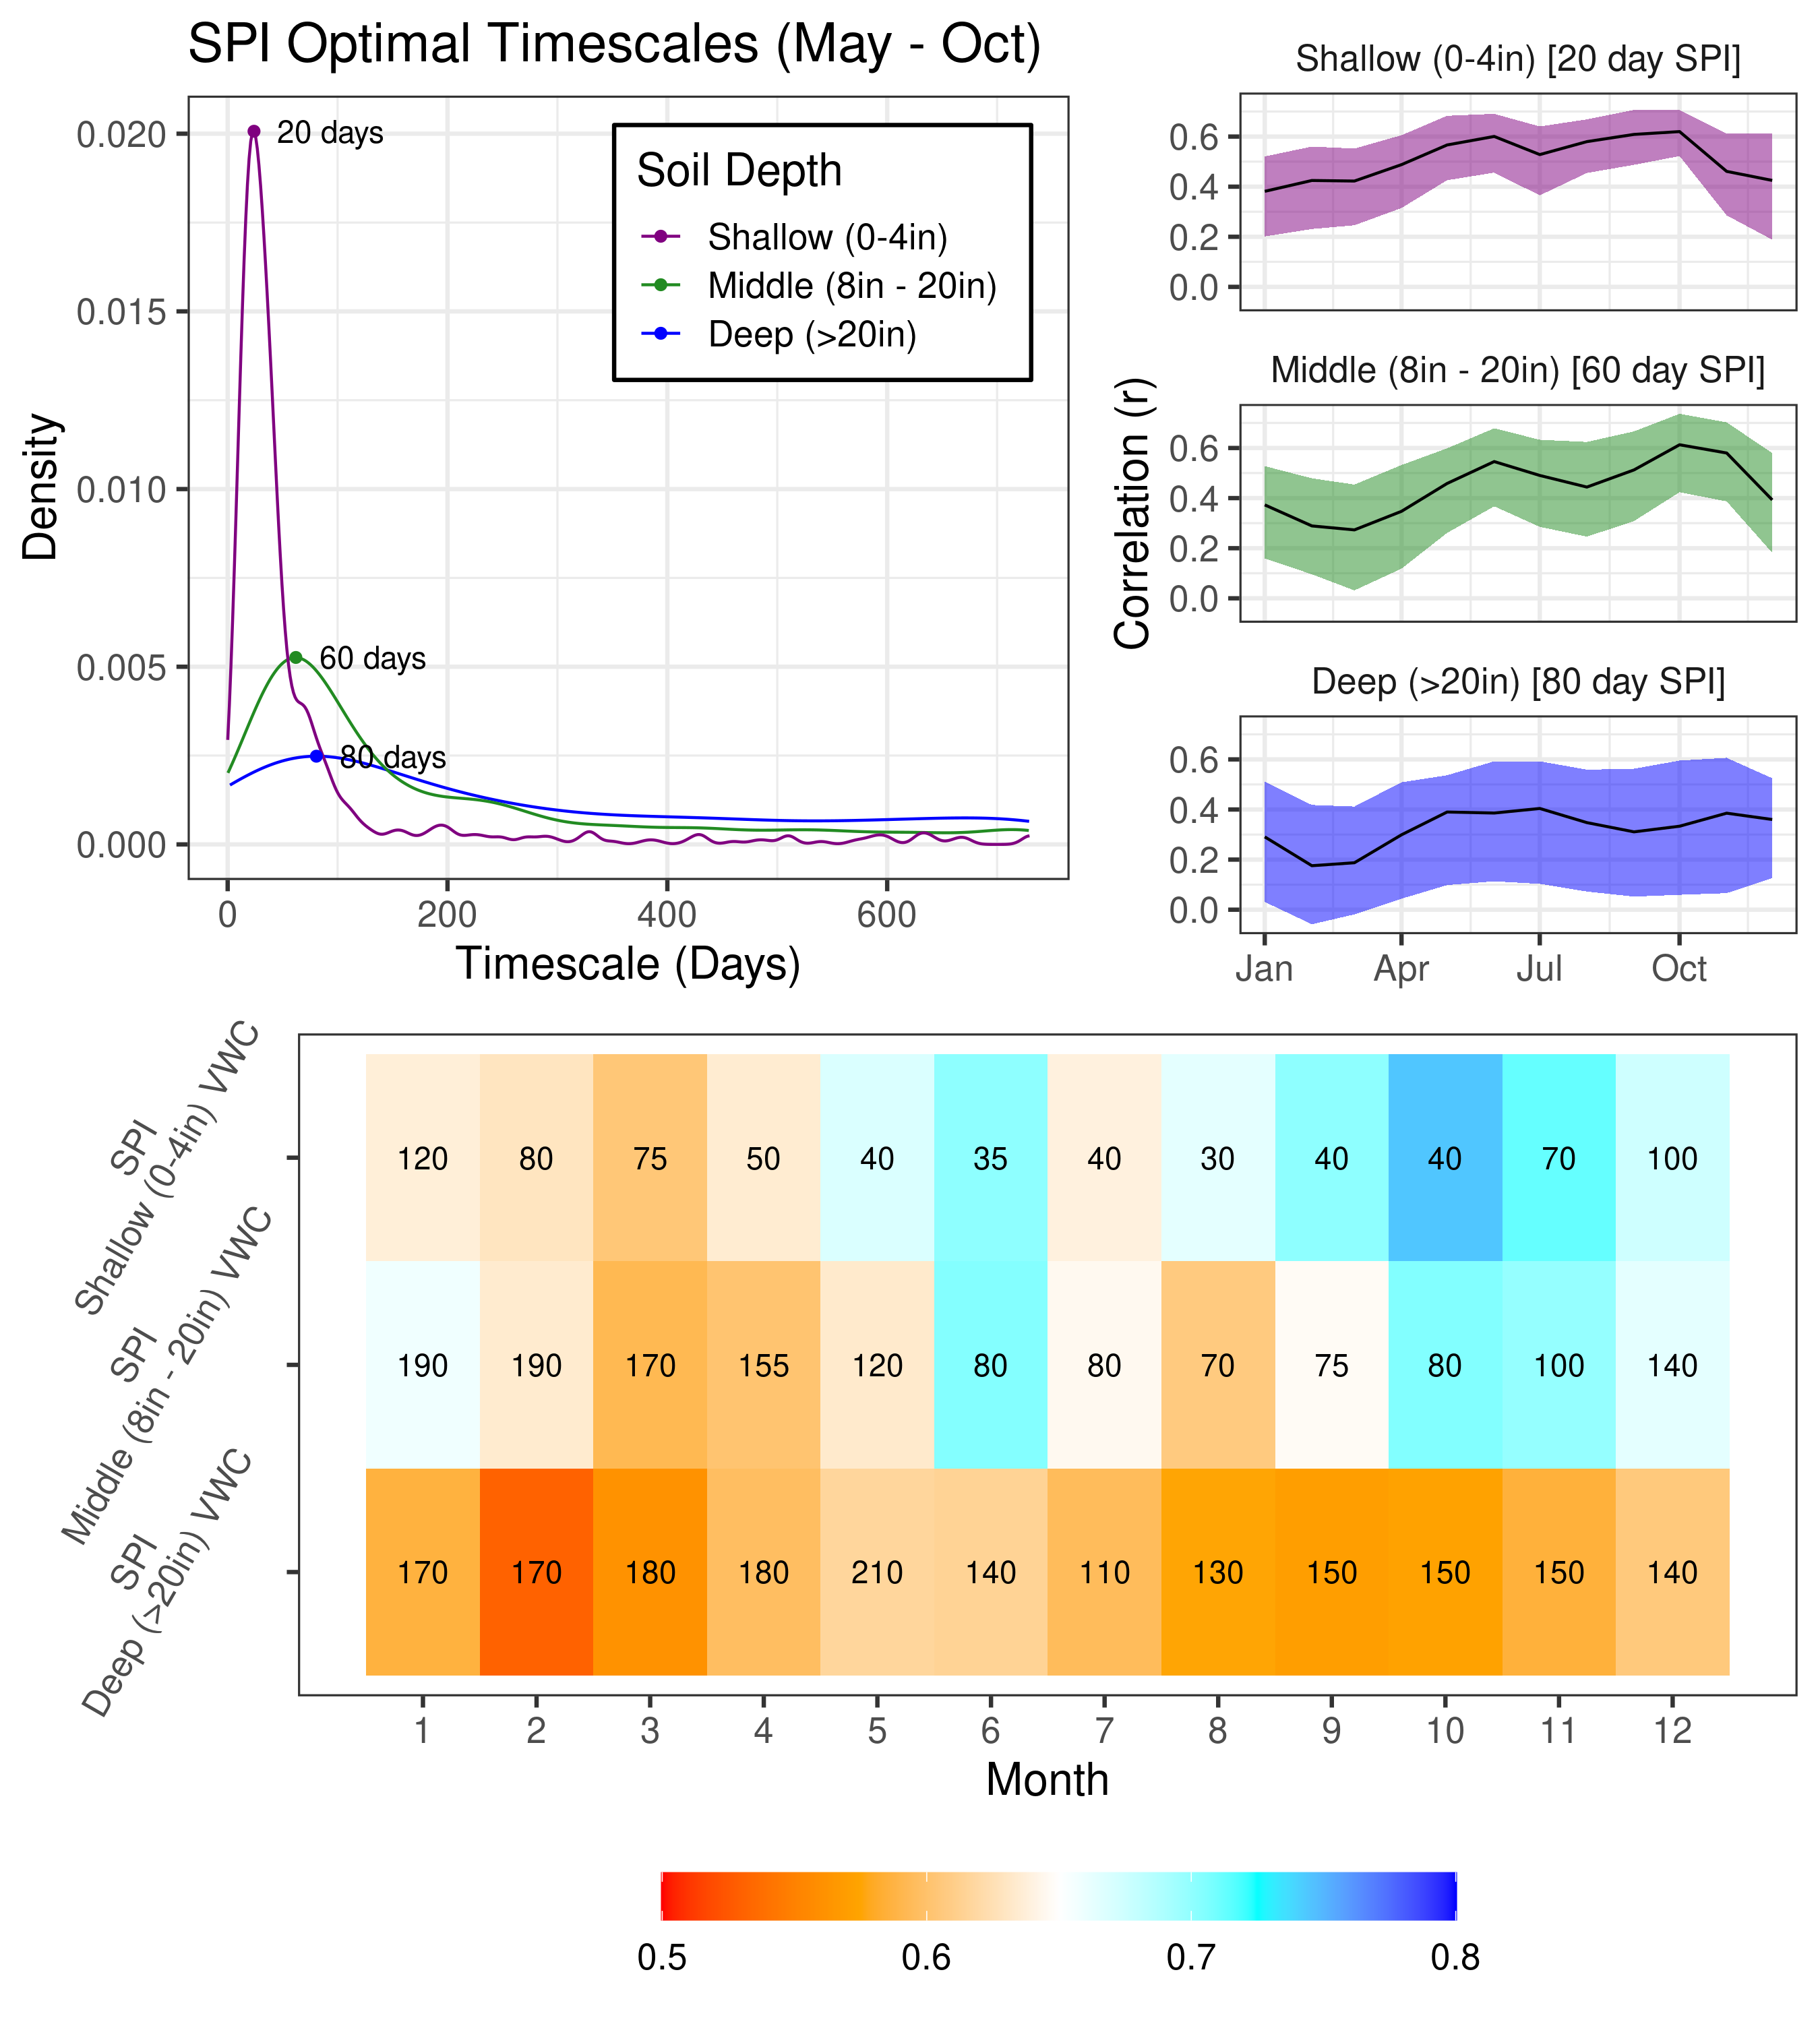 SPI Optimal Timescales (May - Oct)
Density
0.020
0.015
0.010
0.005
0.000
20 days
60 days
80 days
Soil Depth
Shallow (0-4in)
Middle (8in - 20in)
Deep (>20in)
0
200
400
600
Timescale (Days)
Correlation (r)
Shallow (0-4in) [20 day SPI]
0.6
0.4
0.2
0.0
Middle (8in - 20in) [60 day SPI]
0.6
0.4
0.2
0.0
Deep (>20in) [80 day SPI]
0.6
0.4
0.2
0.0
Jan Apr Jul Oct
SPI
Shallow (0-4in) VWC
120 80 75 50 40 35 40 30 40 40 70 100
SPI
Middle (8in - 20in) VWC
190 190 170 155 120 80 80 70 75 80 100 140
SPI
Deep (>20in) VWC
170 170 180 180 210 140 110 130 150 150 150 140
1 2 3 4 5 6 7 8 9 10 11 12
Month
0.5 0.6 0.7 0.8